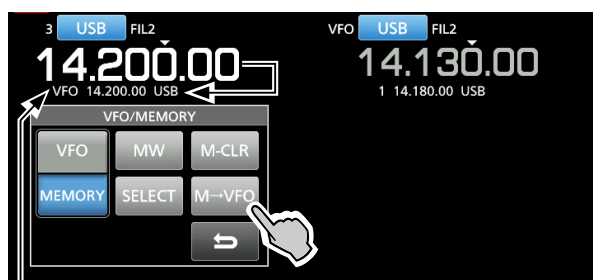 3 USB FIL2
14.200.00
VFO 14.200.00 USB
VFO/MEMORY
VFO MW M-CLR
MEMORY SELECT M→VFO
VFO USB FIL2
14.130.00
1 14.180.00 USB